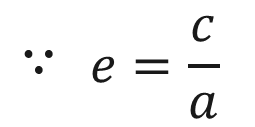 ∵ e = c/a